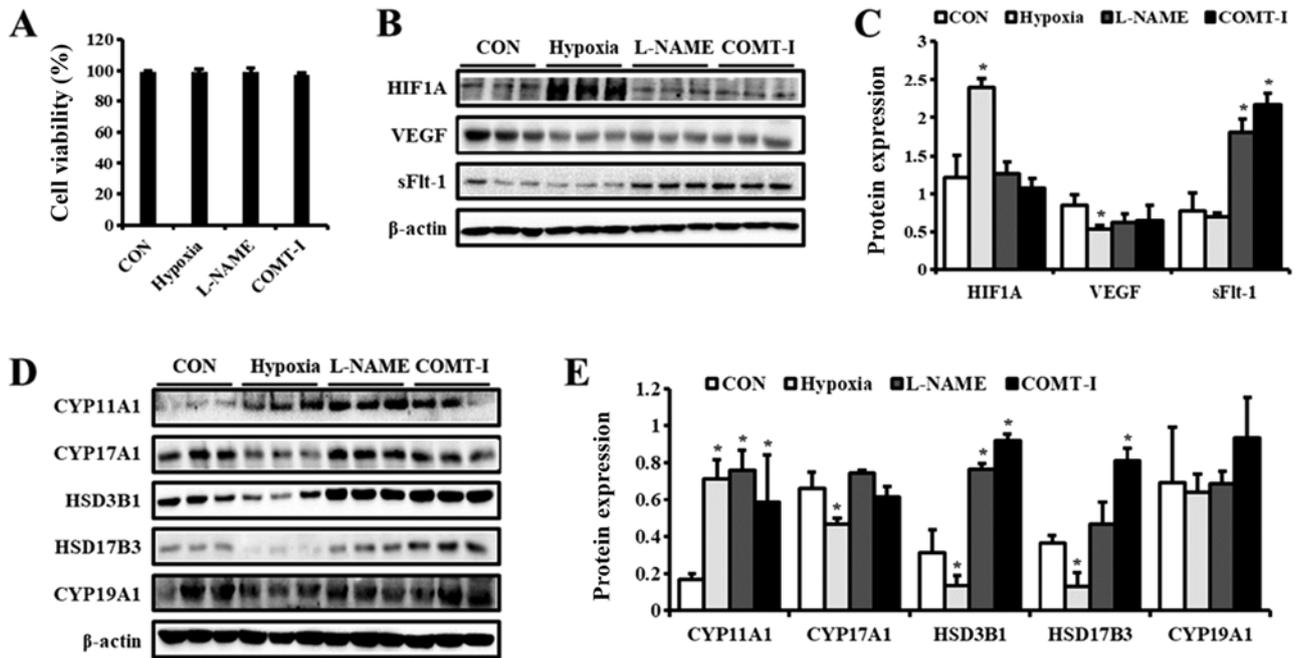 A
Cell viability (%)
120
100
80
60
40
20
0
CON
Hypoxia
L-NAME
COMT-I
B
CON Hypoxia L-NAME COMT-I
HIF1A
VEGF
sFlt-1
β-actin
C
CON Hypoxia L-NAME COMT-I
Protein expression
3
2.5
2
1.5
1
0.5
0
*
*
*
*
HIF1A VEGF sFlt-1
D
CON Hypoxia L-NAME COMT-I
CYP11A1
CYP17A1
HSD3B1
HSD17B3
CYP19A1
β-actin
E
CON Hypoxia L-NAME COMT-I
Protein expression
1.2
1
0.8
0.6
0.4
0.2
0
* * *
*
* * *
* *
CYP11A1 CYP17A1 HSD3B1 HSD17B3 CYP19A1